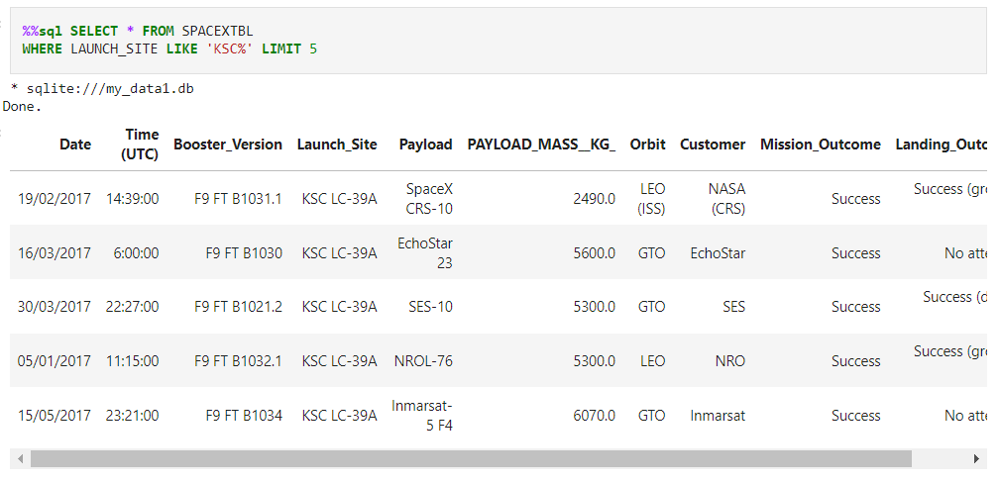 %%sql SELECT * FROM SPACEXTBL
WHERE LAUNCH_SITE LIKE 'KSC%' LIMIT 5
* sqlite:///my_data1.db
Done.
Date Time (UTC) Booster_Version Launch_Site Payload PAYLOAD_MASS__KG_ Orbit Customer Mission_Outcome Landing_Outc
19/02/2017 14:39:00 F9 FT B1031.1 KSC LC-39A SpaceX CRS-10 2490.0 LEO (ISS) NASA (CRS) Success Success (gro
16/03/2017 6:00:00 F9 FT B1030 KSC LC-39A EchoStar 23 5600.0 GTO EchoStar Success No atte
30/03/2017 22:27:00 F9 FT B1021.2 KSC LC-39A SES-10 5300.0 GTO SES Success Success (d
05/01/2017 11:15:00 F9 FT B1032.1 KSC LC-39A NROL-76 5300.0 LEO NRO Success Success (gro
15/05/2017 23:21:00 F9 FT B1034 KSC LC-39A Inmarsat-5 F4 6070.0 GTO Inmarsat Success No atte